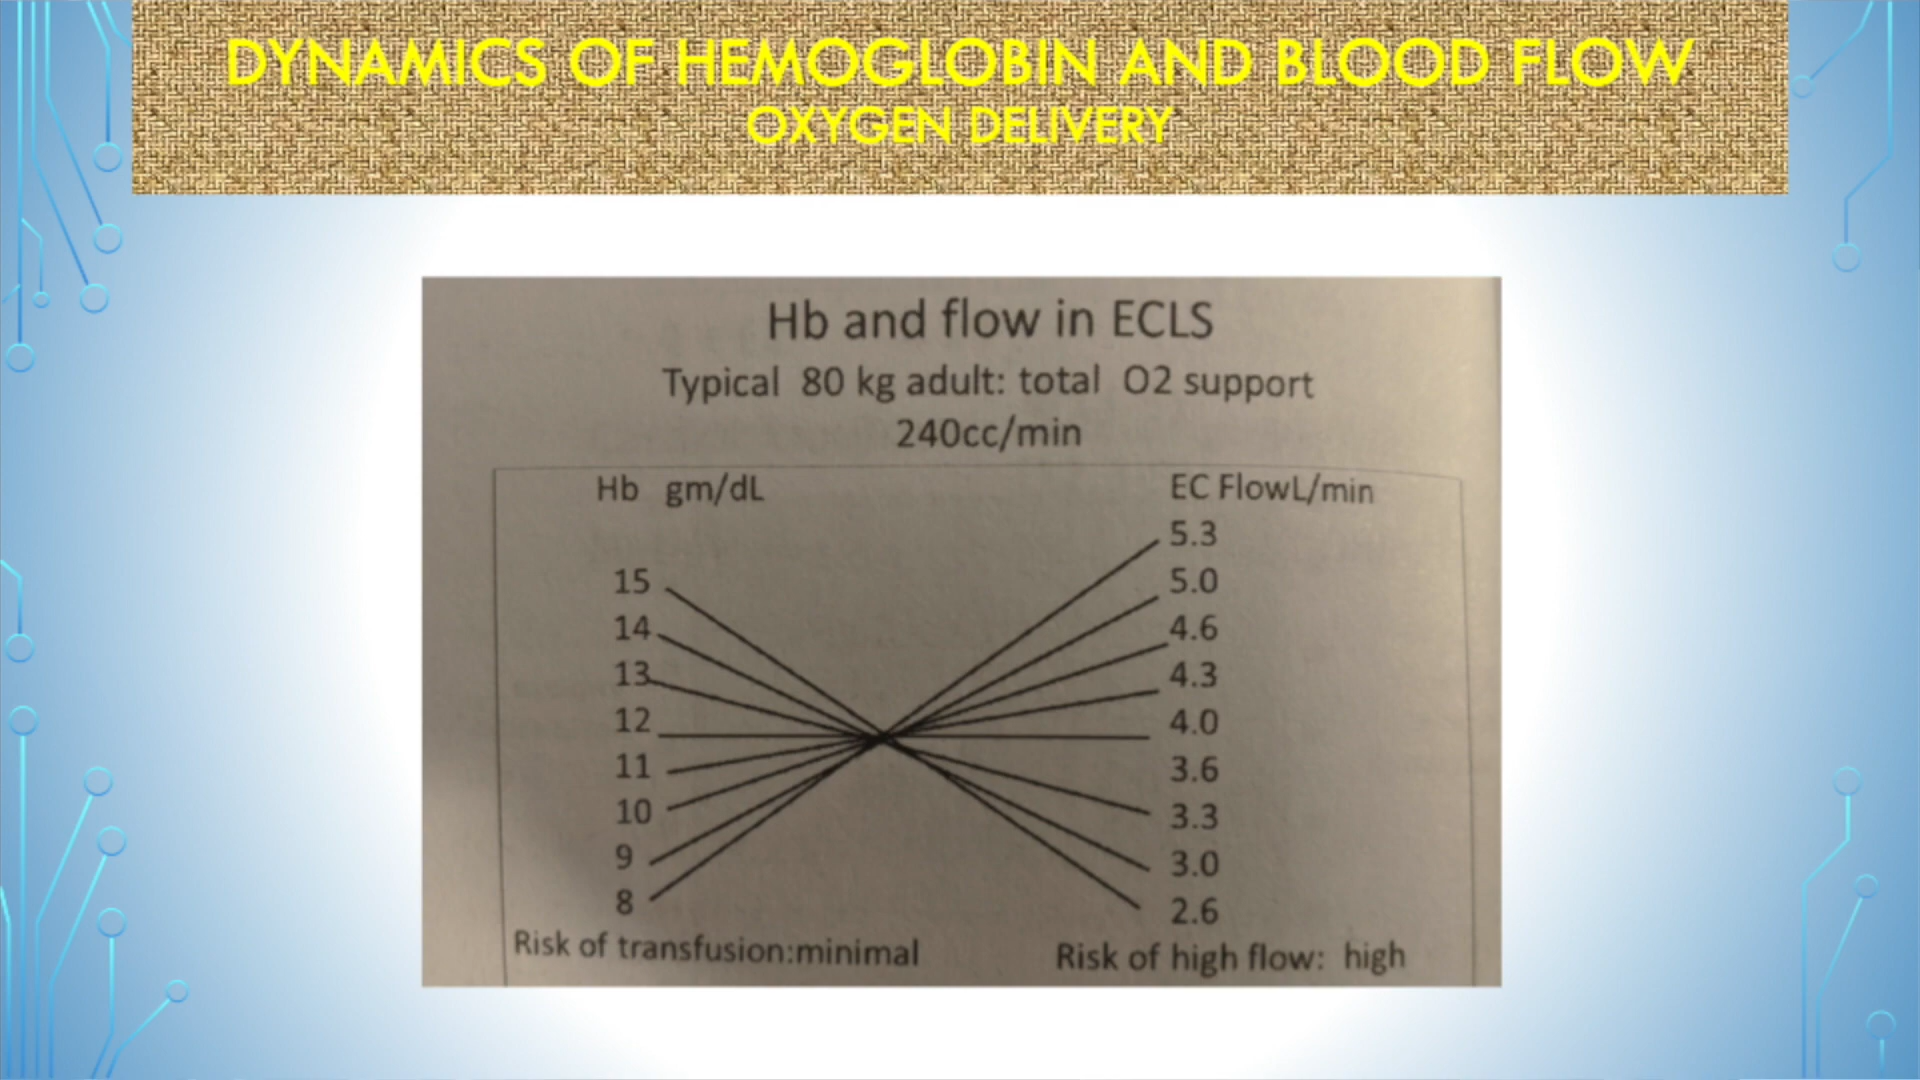 DYNAMICS OF HEMOGLOBIN AND BLOOD FLOW
OXYGEN DELIVERY
Hb and flow in ECLS
Typical 80 kg adult: total O2 support
240cc/min
Hb gm/dL
EC FlowL/min
5.3
15
5.0
14
4.6
13
4.3
12
4.0
11
3.6
10
3.3
9
3.0
8
2.6
Risk of transfusion:minimal
Risk of high flow: high